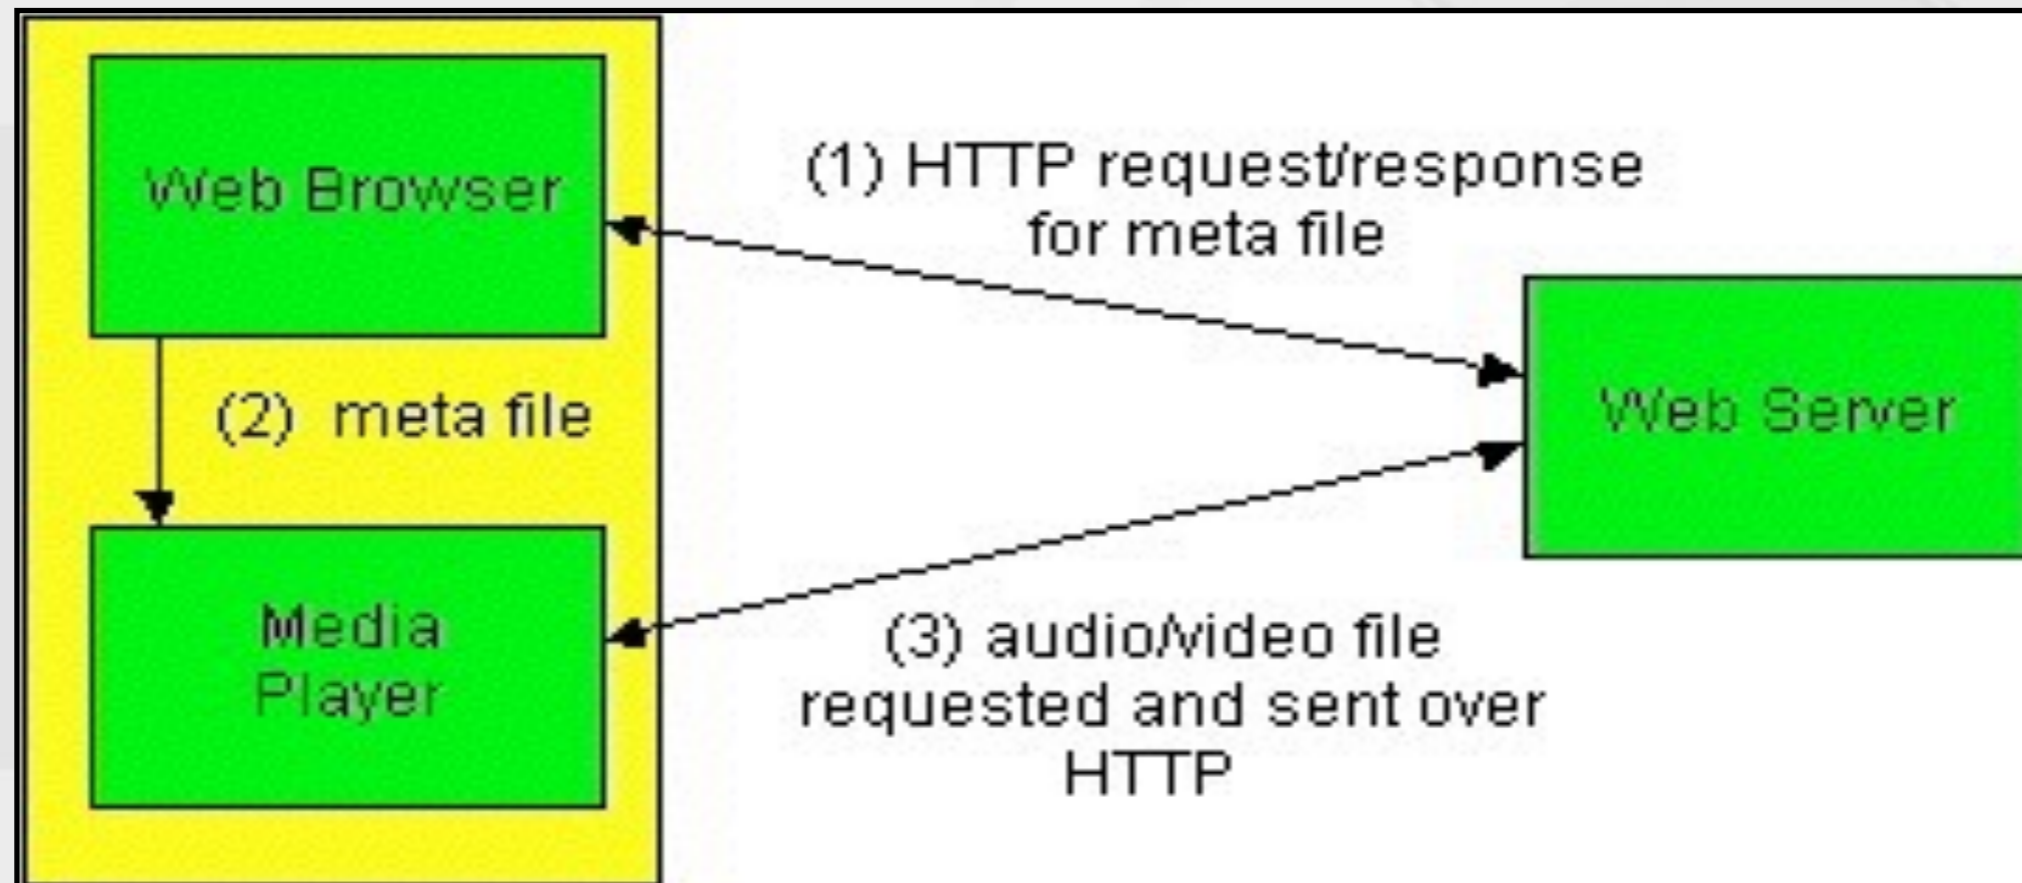 Web Browser
(1) HTTP request/response
for meta file
(2) meta file
Web Server
Media
Player
(3) audio/video file
requested and sent over
HTTP